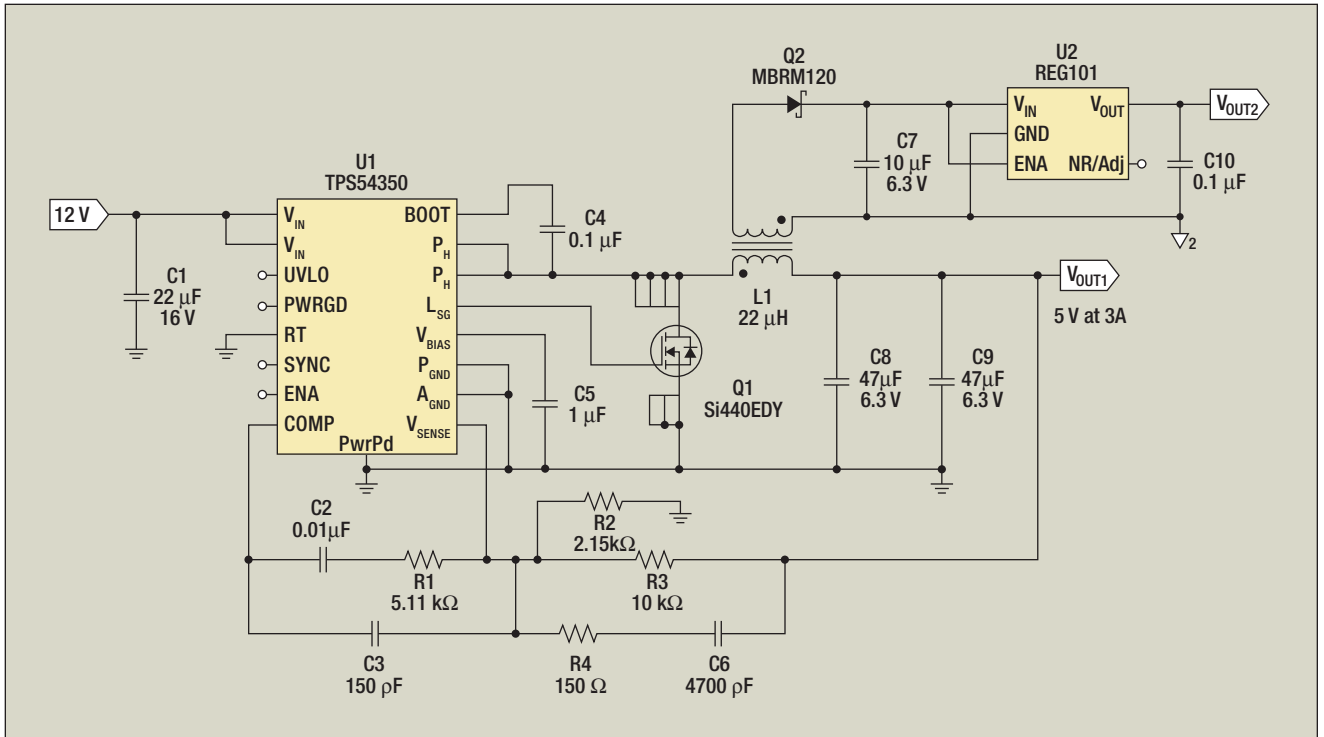 Q2
MBRM120
U2
REG101
V_IN
V_OUT
GND
ENA
NR/Adj
V_OUT2
C7
10 μF
6.3 V
C10
0.1 μF
2
U1
TPS54350
12 V
V_IN
V_IN
UVLO
PWRGD
RT
SYNC
ENA
COMP
BOOT
P_H
P_H
L_SG
V_BIAS
P_GND
A_GND
V_SENSE
PwrPd
C1
22 μF
16 V
C4
0.1 μF
C5
1 μF
Q1
Si440EDY
L1
22 μH
V_OUT1
5 V at 3A
C8
47μF
6.3 V
C9
47μF
6.3 V
C2
0.01μF
R1
5.11 kΩ
R2
2.15kΩ
R3
10 kΩ
C3
150 ρF
R4
150 Ω
C6
4700 ρF